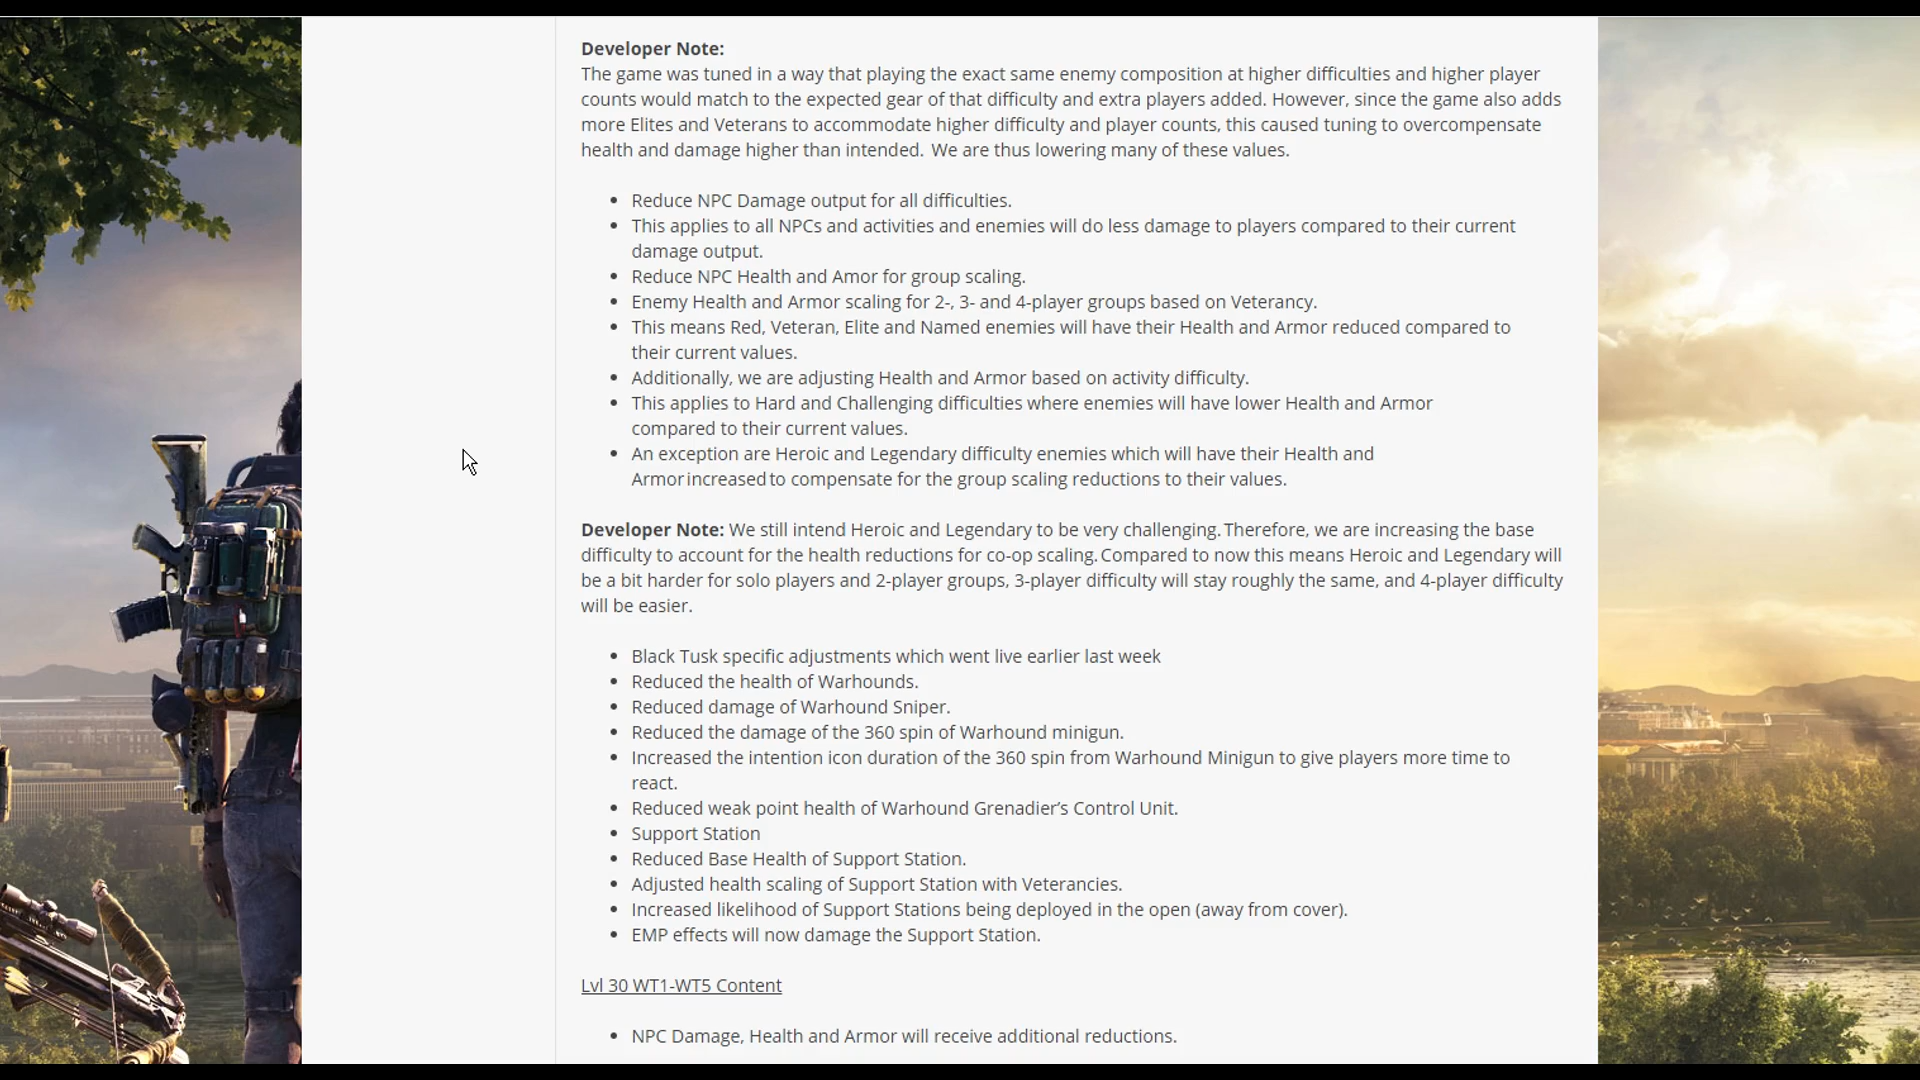 Developer Note:
The game was tuned in a way that playing the exact same enemy composition at higher difficulties and higher player
counts would match to the expected gear of that difficulty and extra players added. However, since the game also adds
more Elites and Veterans to accommodate higher difficulty and player counts, this caused tuning to overcompensate
health and damage higher than intended. We are thus lowering many of these values.
• Reduce NPC Damage output for all difficulties.
• This applies to all NPCs and activities and enemies will do less damage to players compared to their current
damage output.
• Reduce NPC Health and Amor for group scaling.
• Enemy Health and Armor scaling for 2-, 3- and 4-player groups based on Veterancy.
• This means Red, Veteran, Elite and Named enemies will have their Health and Armor reduced compared to
their current values.
• Additionally, we are adjusting Health and Armor based on activity difficulty.
• This applies to Hard and Challenging difficulties where enemies will have lower Health and Armor
compared to their current values.
• An exception are Heroic and Legendary difficulty enemies which will have their Health and
Armor increased to compensate for the group scaling reductions to their values.
Developer Note: We still intend Heroic and Legendary to be very challenging. Therefore, we are increasing the base
difficulty to account for the health reductions for co-op scaling. Compared to now this means Heroic and Legendary will
be a bit harder for solo players and 2-player groups, 3-player difficulty will stay roughly the same, and 4-player difficulty
will be easier.
• Black Tusk specific adjustments which went live earlier last week
• Reduced the health of Warhounds.
• Reduced damage of Warhound Sniper.
• Reduced the damage of the 360 spin of Warhound minigun.
• Increased the intention icon duration of the 360 spin from Warhound Minigun to give players more time to
react.
• Reduced weak point health of Warhound Grenadier’s Control Unit.
• Support Station
• Reduced Base Health of Support Station.
• Adjusted health scaling of Support Station with Veterancies.
• Increased likelihood of Support Stations being deployed in the open (away from cover).
• EMP effects will now damage the Support Station.
Lvl 30 WT1-WT5 Content
• NPC Damage, Health and Armor will receive additional reductions.